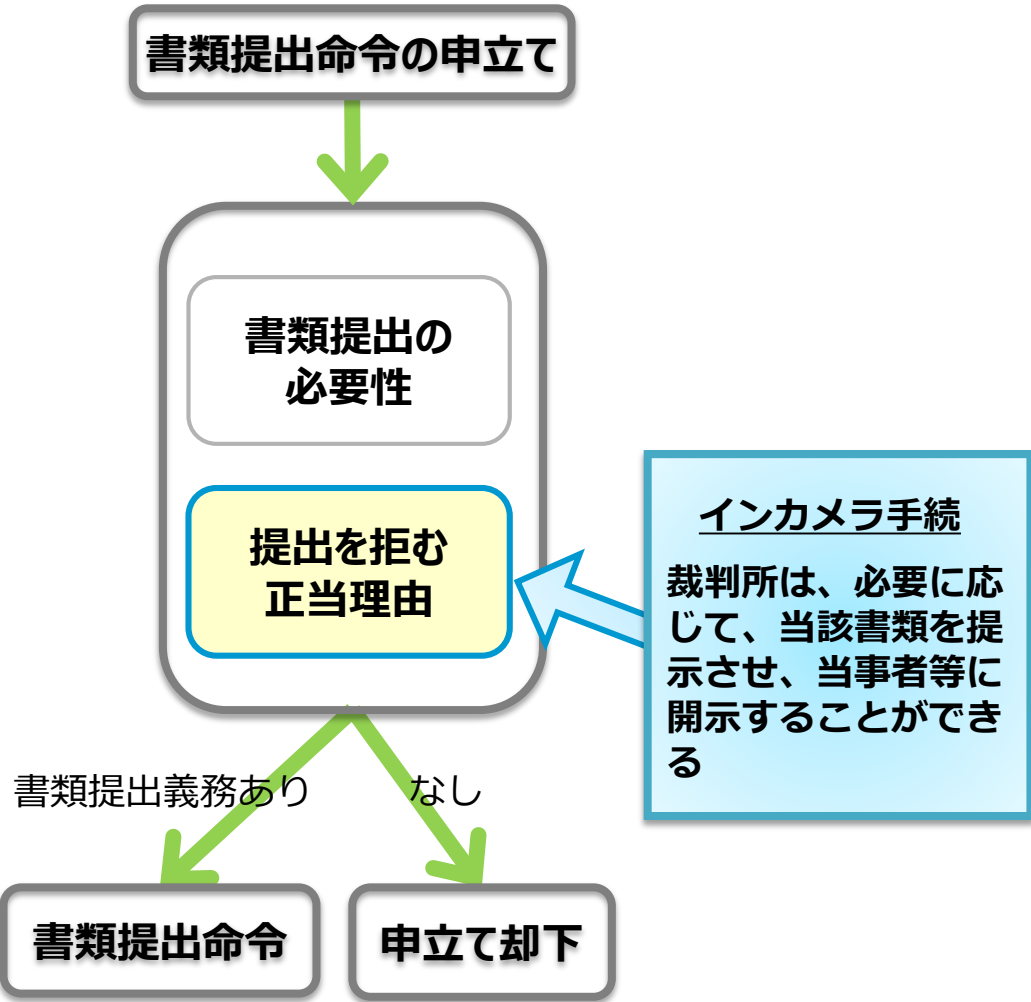 書類提出命令の申立て
書類提出の
必要性
提出を拒む
正当理由
インカメラ手続
裁判所は、必要に応
じて、当該書類を提
示させ、当事者等に
開示することができ
る
書類提出義務あり
なし
書類提出命令
申立て却下